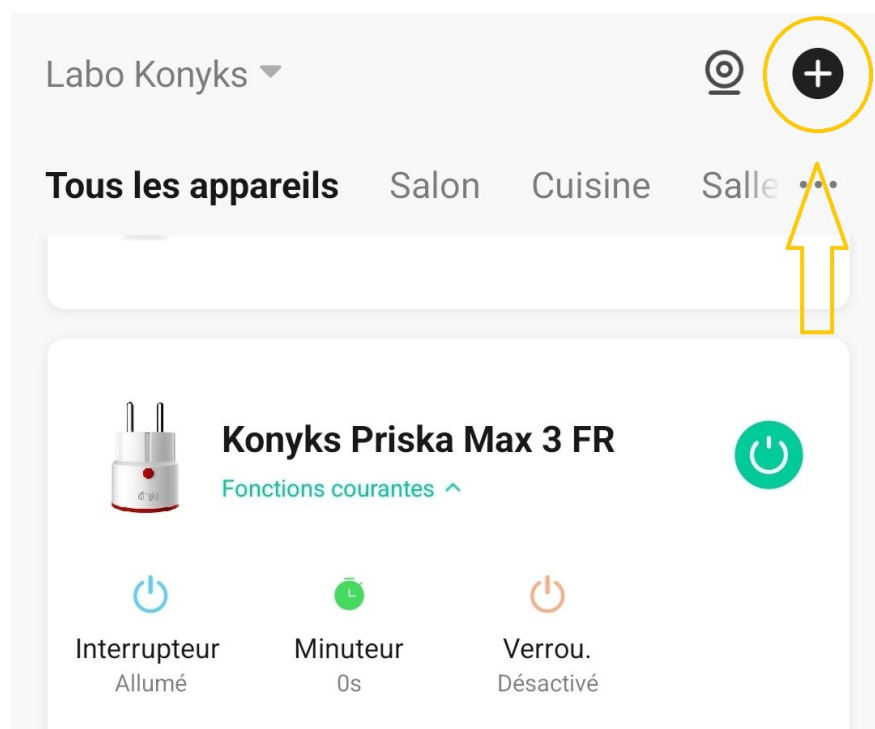 Labo Konyks
Tous les appareils Salon Cuisine Salle
Konyks Priska Max 3 FR
Fonctions courantes
Interrupteur Minuteur Verrou.
Allumé 0s Désactivé